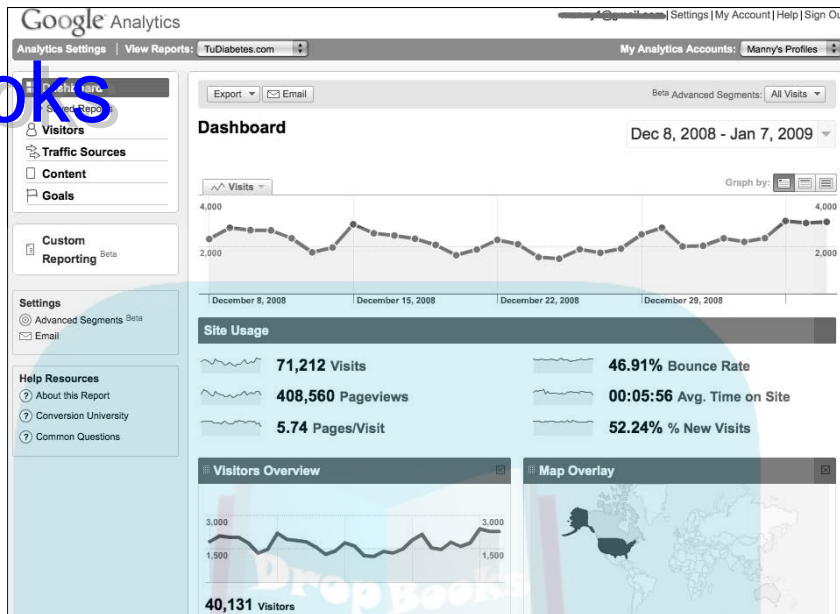 Google Analytics
Settings | My Account | Help | Sign Ou
Analytics Settings | View Reports: TuDiabetes.com
My Analytics Accounts: Manny's Profiles
oks
Dashboard
Saved Reports
Visitors
Traffic Sources
Content
Goals
Custom
Reporting Beta
Settings
Advanced Segments Beta
Email
Help Resources
About this Report
Conversion University
Common Questions
Export Email
Beta Advanced Segments: All Visits
Dashboard
Dec 8, 2008 - Jan 7, 2009
Visits
Graph by:
4,000 4,000
2,000 2,000
December 8, 2008 December 15, 2008 December 22, 2008 December 29, 2008
Site Usage
71,212 Visits
46.91% Bounce Rate
408,560 Pageviews
00:05:56 Avg. Time on Site
5.74 Pages/Visit
52.24% % New Visits
Visitors Overview
3,000 3,000
1,500 1,500
Drop Books
40,131 Visitors
Map Overlay